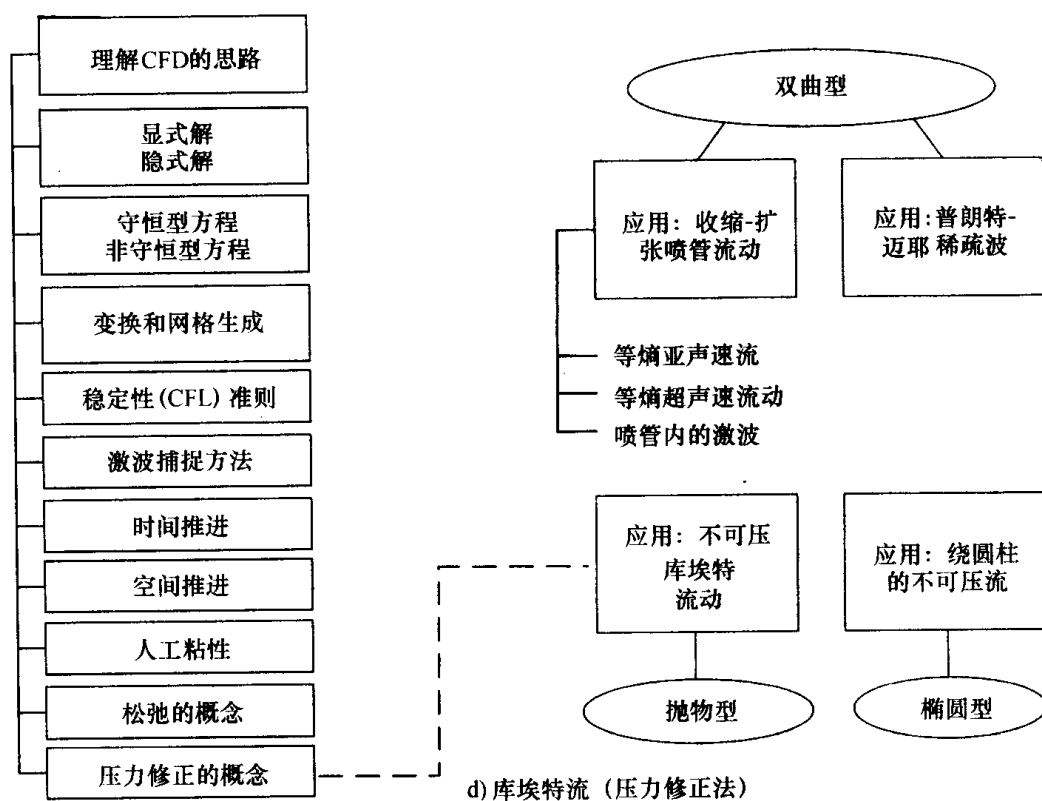 理解CFD的思路
显式解
隐式解
守恒型方程
非守恒型方程
变换和网格生成
稳定性(CFL)准则
激波捕捉方法
时间推进
空间推进
人工粘性
松弛的概念
压力修正的概念
双曲型
应用：收缩-扩
张喷管流动
应用：普朗特-
迈耶 稀疏波
等熵亚声速流
等熵超声速流动
喷管内的激波
应用：不可压
库埃特
流动
应用：绕圆柱
的不可压流
抛物型
椭圆型
d)库埃特流（压力修正法）